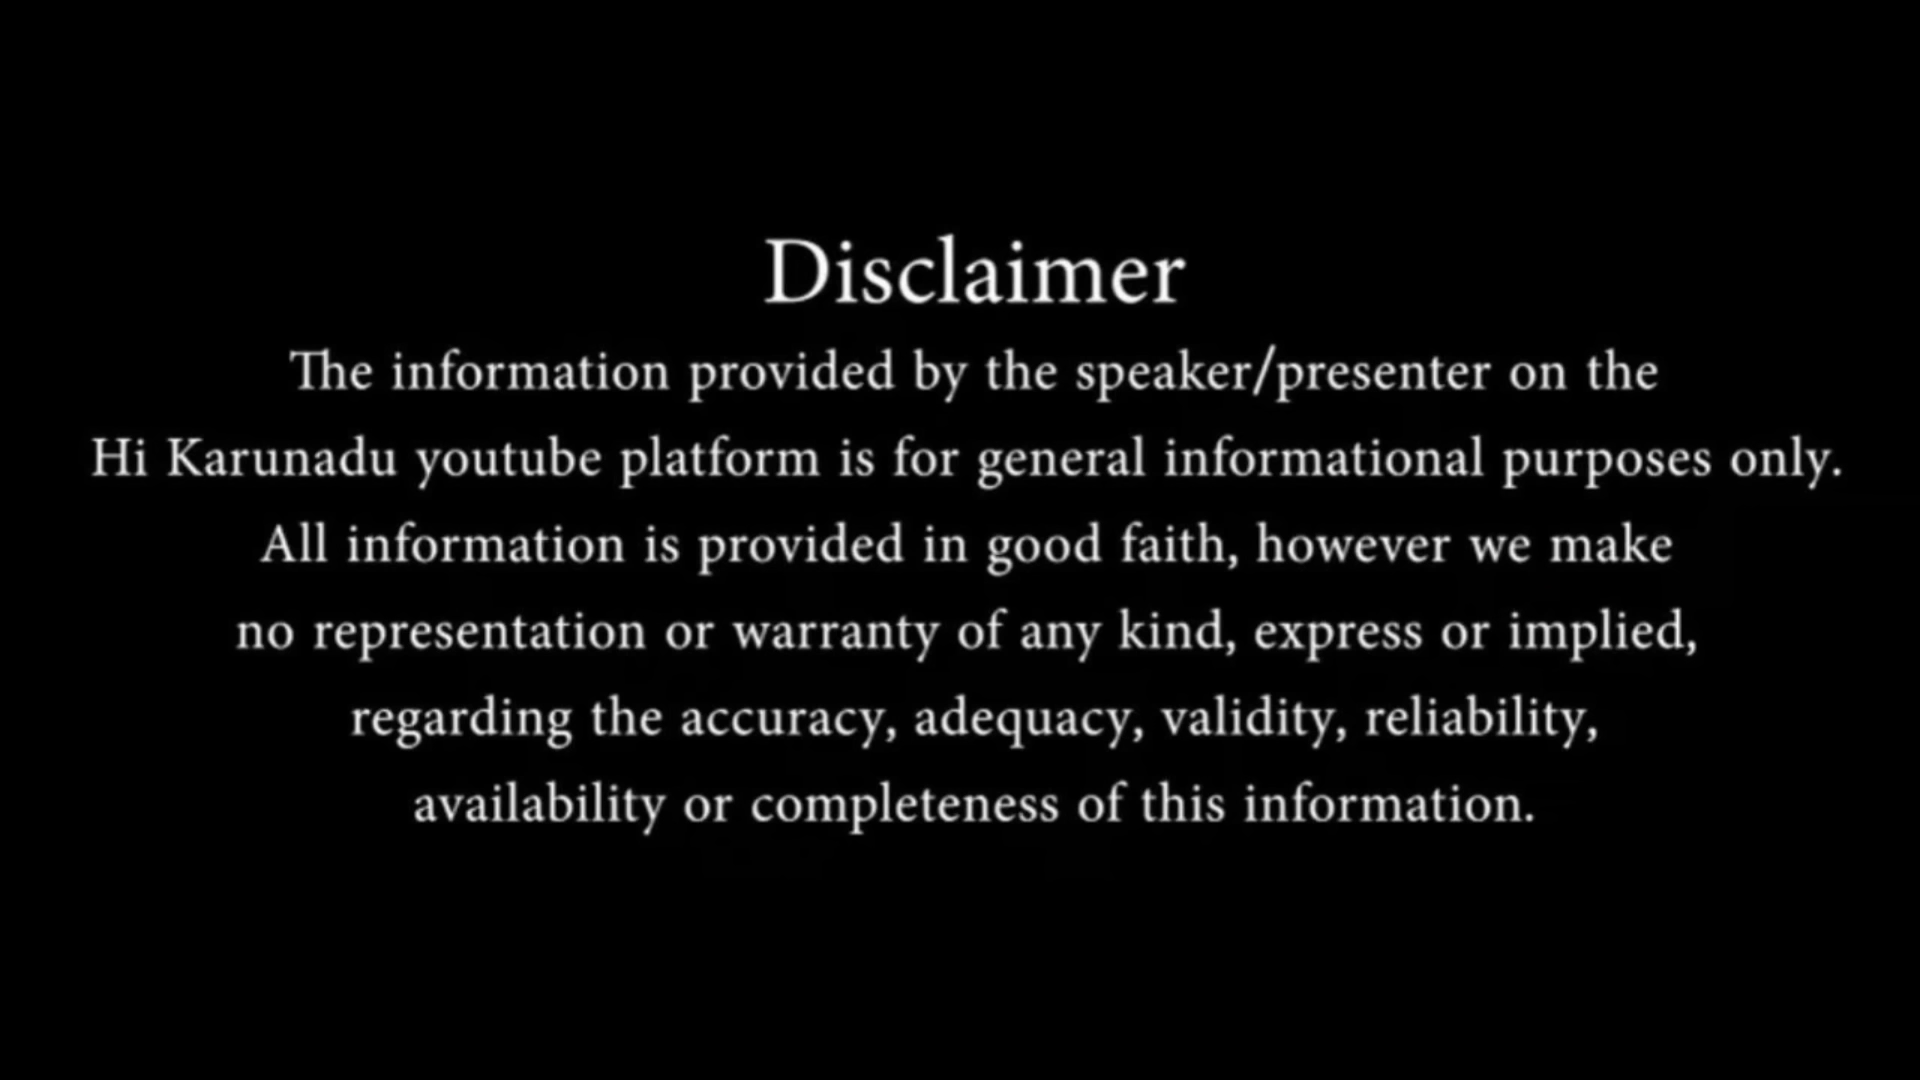 Disclaimer
The information provided by the speaker/presenter on the
Hi Karunadu youtube platform is for general informational purposes only.
All information is provided in good faith, however we make
no representation or warranty of any kind, express or implied,
regarding the accuracy, adequacy, validity, reliability,
availability or completeness of this information.